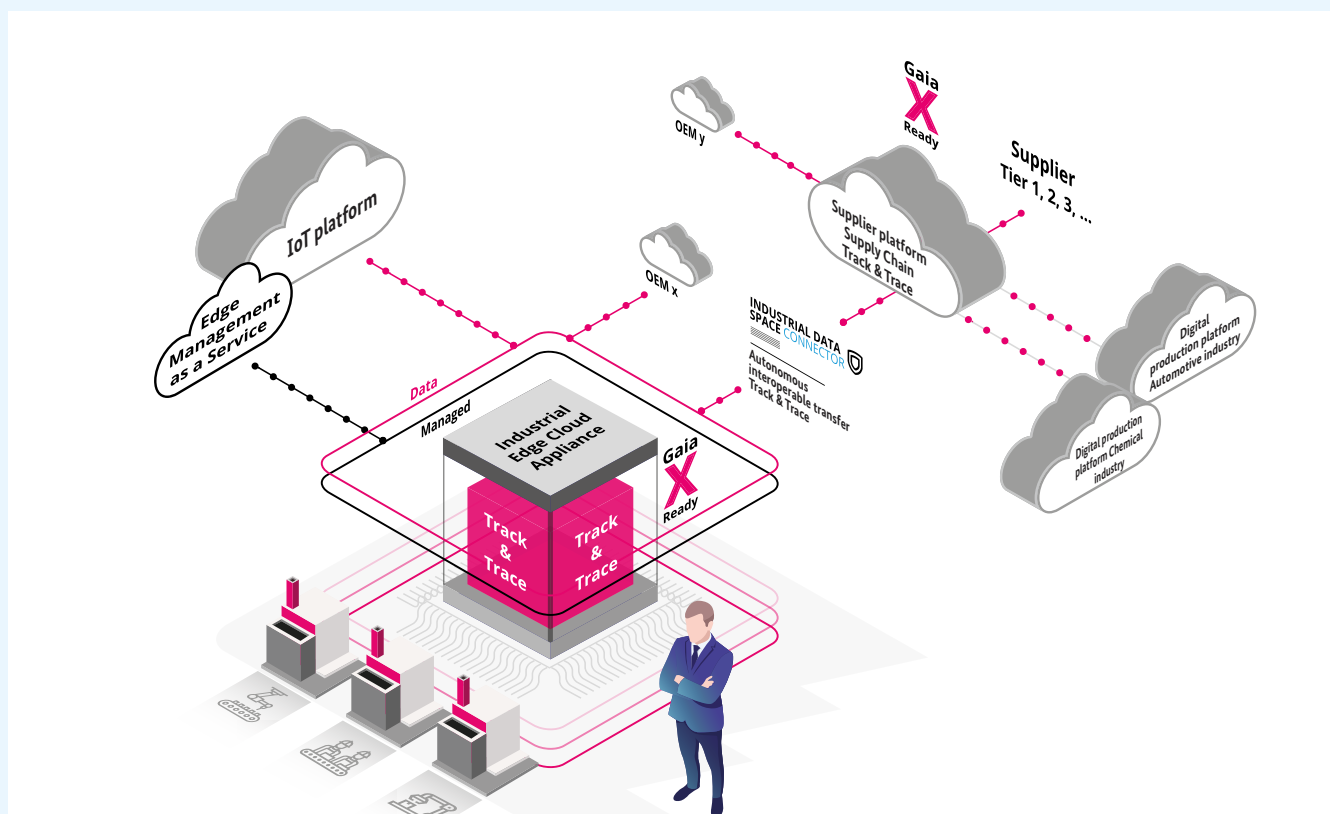 Gaia
X
Ready
OEM y
Supplier
Tier 1, 2, 3, ...
IoT platform
Supplier platform
Supply Chain
Track & Trace
OEM x
Edge
Management
as a Service
INDUSTRIAL DATA
SPACE CONNECTOR
Autonomous
interoperable transfer
Track & Trace
Digital
production platform
Automotive industry
Digital production
platform Chemical
industry
Data
Managed
Industrial
Edge Cloud
Appliance
Gaia
X
Ready
Track
&
Trace
Track
&
Trace